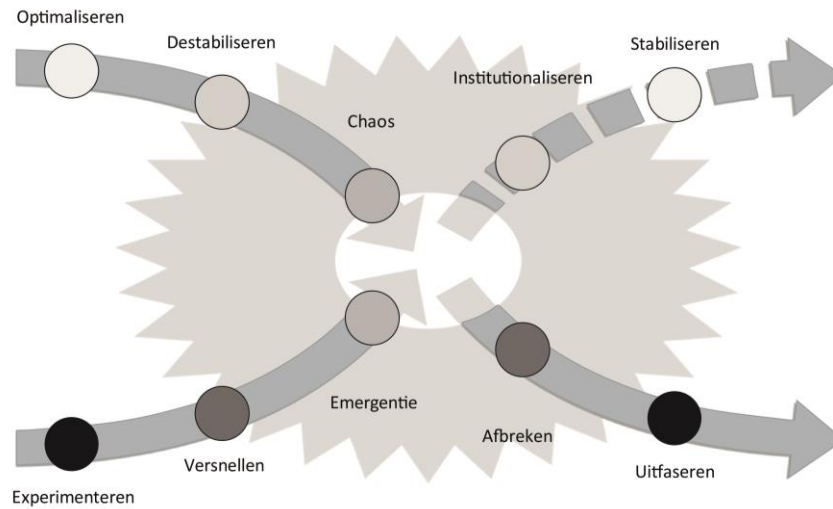 Optimaliseren
Destabiliseren
Chaos
Institutionaliseren
Stabiliseren
Experimenteren
Versnellen
Emergentie
Afbreken
Uitfaseren